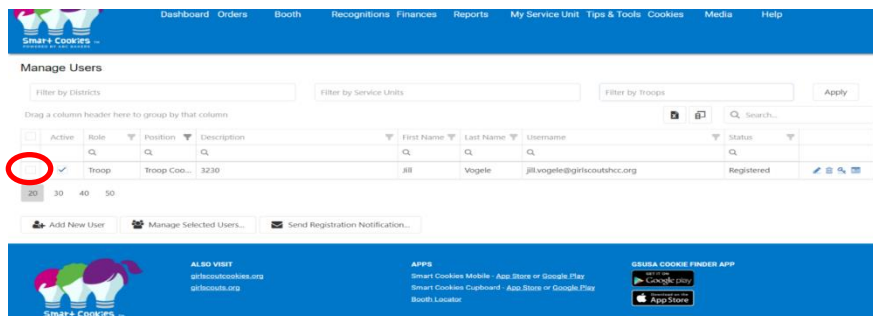 Dashboard Orders Booth Recognitions Finances Reports My Service Unit Tips & Tools Cookies Media Help
Smart Cookies
POWERED BY ABC BAKERS
Manage Users
Filter by Districts Filter by Service Units Filter by Troops Apply
Drag a column header here to group by that column Search...
Active Role Position Description First Name Last Name Username Status
Troop Troop Coo... 3230 Jill Vogele jill.vogele@girlscoutshcc.org Registered
20 30 40 50
Add New User Manage Selected Users... Send Registration Notification...
ALSO VISIT APPS GSUSA COOKIE FINDER APP
girlscoutcookies.org Smart Cookies Mobile - App Store or Google Play GET IT ON Google play
girlscouts.org Smart Cookies Cupboard - App Store or Google Play
Booth Locator Download on the App Store
Smart Cookies